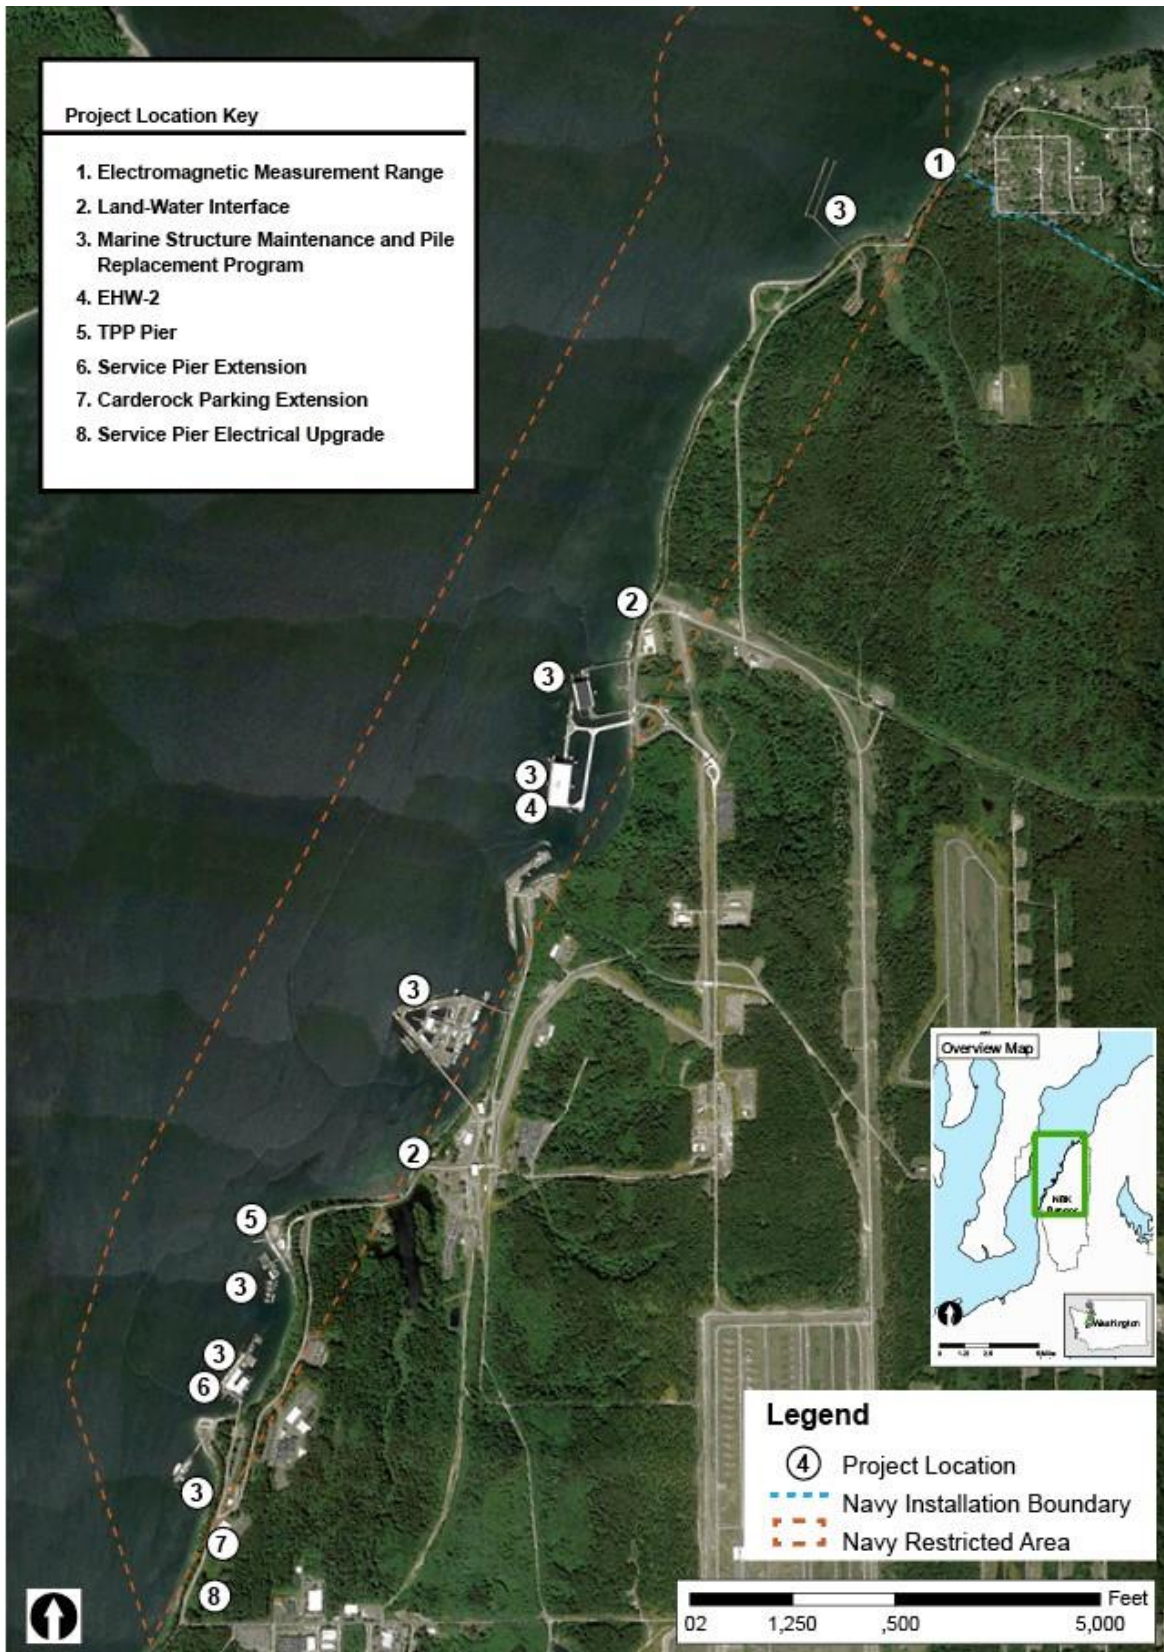 Project Location Key
1. Electromagnetic Measurement Range
2. Land-Water Interface
3. Marine Structure Maintenance and Pile
Replacement Program
4. EHW-2
5. TPP Pier
6. Service Pier Extension
7. Carderock Parking Extension
8. Service Pier Electrical Upgrade
1
3
2
3
3
4
3
2
5
3
3
6
3
7
8
Overview Map
NBK
Washington
Legend
4 Project Location
Navy Installation Boundary
Navy Restricted Area
Feet
02 1,250 ,500 5,000